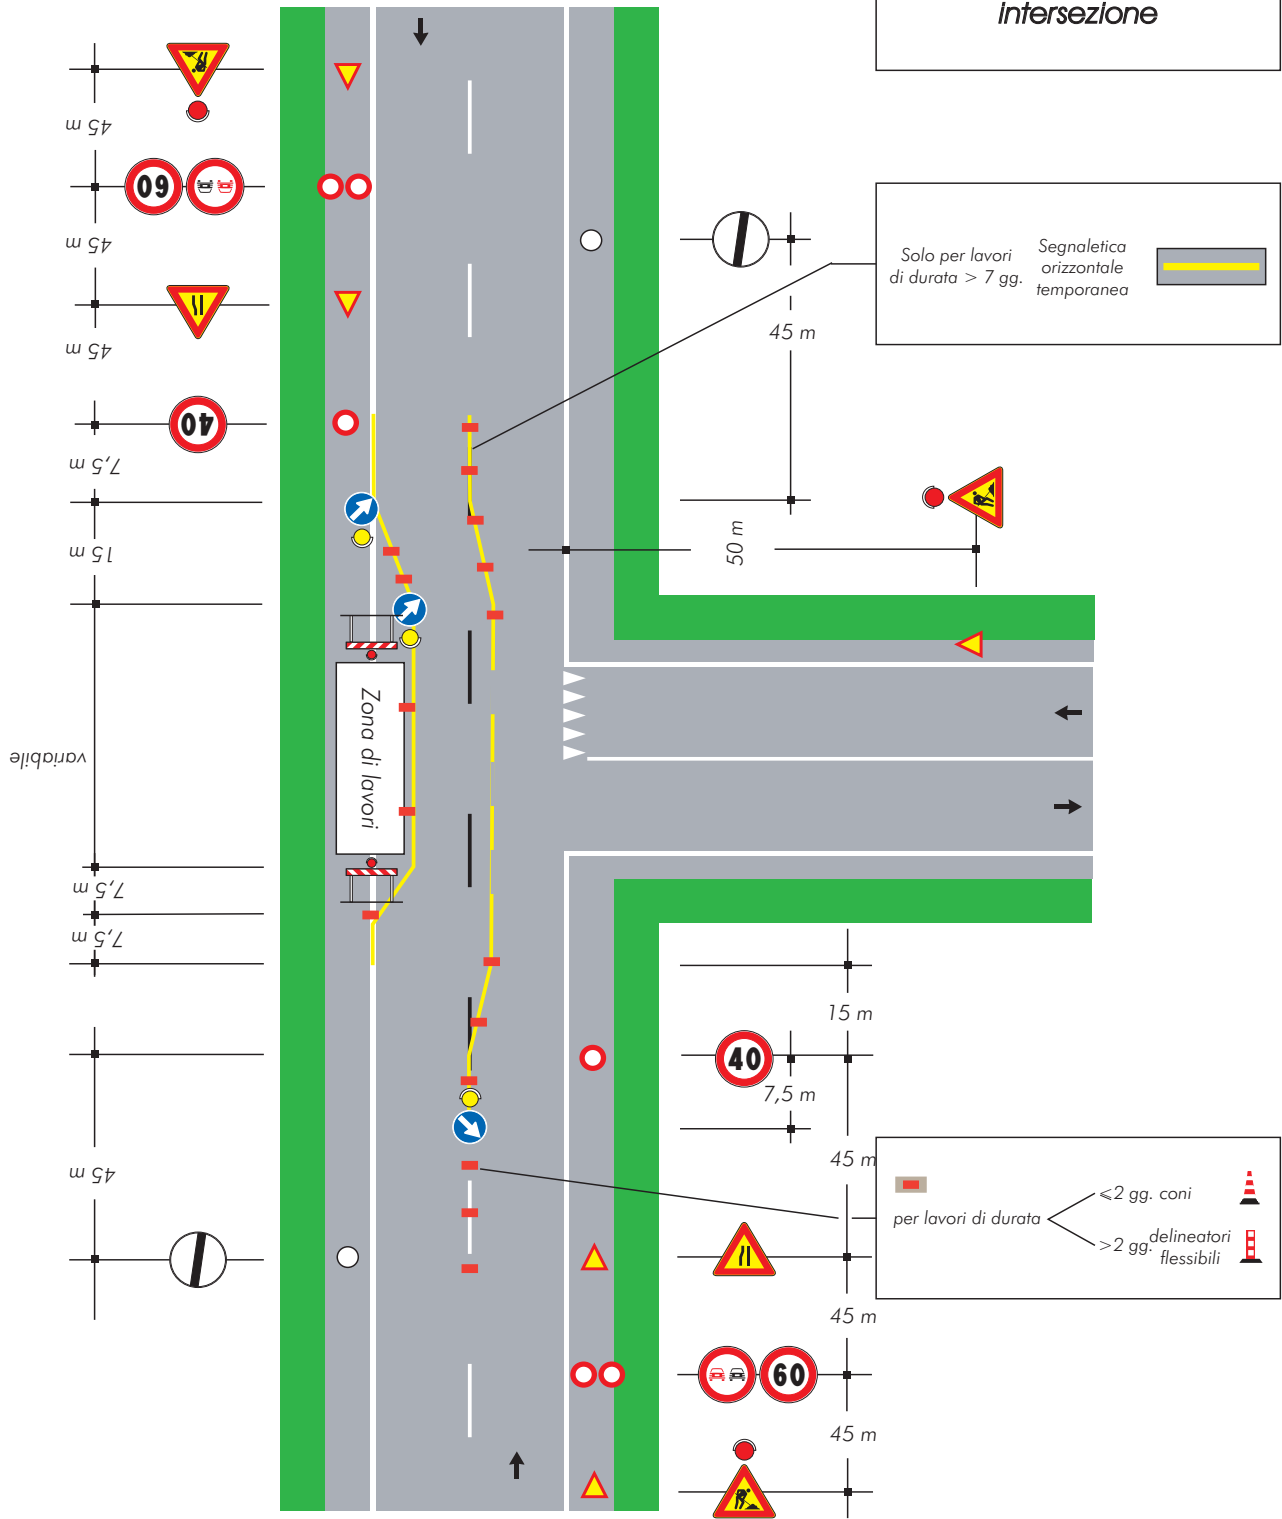 intersezione
45 m
60
45 m
45 m
40
7,5 m
15 m
variabile
7,5 m
7,5 m
45 m
Zona di lavori
45 m
50 m
Solo per lavori
di durata > 7 gg.
Segnaletica
orizzontale
temporanea
15 m
40
7,5 m
45 m
45 m
60
45 m
per lavori di durata
⩽2 gg. coni
>2 gg. delineatori
flessibili